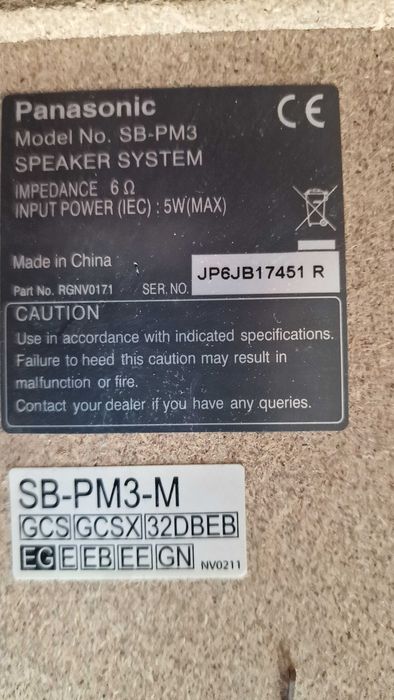 Panasonic
CE
Model No. SB-PM3
SPEAKER SYSTEM
IMPEDANCE 6 Ω
INPUT POWER (IEC) : 5W(MAX)
Made in China
Part No. RGNV0171 SER. NO. JP6JB17451 R
CAUTION
Use in accordance with indicated specifications.
Failure to heed this caution may result in
malfunction or fire.
Contact your dealer if you have any queries.
SB-PM3-M
GCS GCSX 32DBEB
EG E EB EE GN NV0211